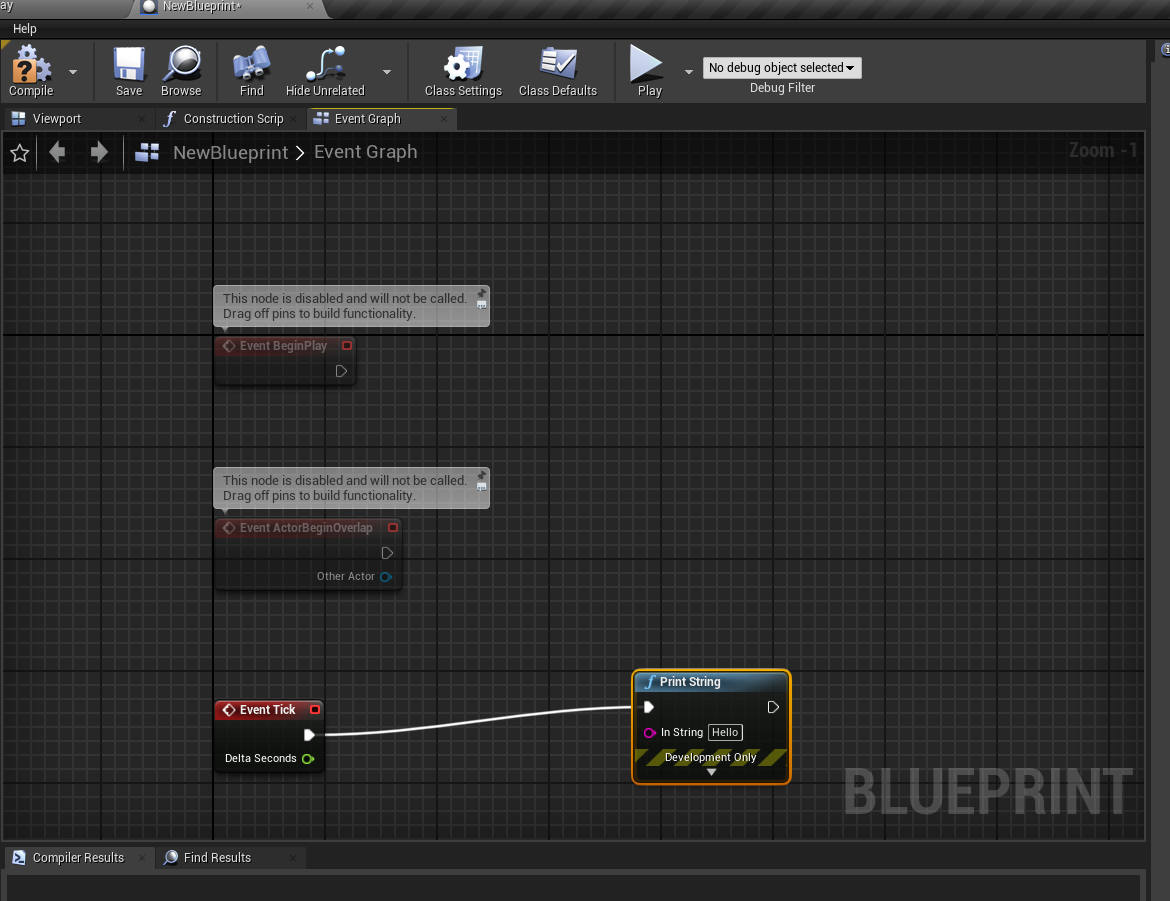 ay
NewBlueprint*
Help
Compile
Save
Browse
Find
Hide Unrelated
Class Settings
Class Defaults
Play
No debug object selected
Debug Filter
Viewport
Construction Scrip
Event Graph
NewBlueprint > Event Graph
Zoom -1
This node is disabled and will not be called.
Drag off pins to build functionality.
Event BeginPlay
This node is disabled and will not be called.
Drag off pins to build functionality.
Event ActorBeginOverlap
Other Actor
Event Tick
Delta Seconds
Print String
In String Hello
Development Only
BLUEPRINT
Compiler Results
Find Results